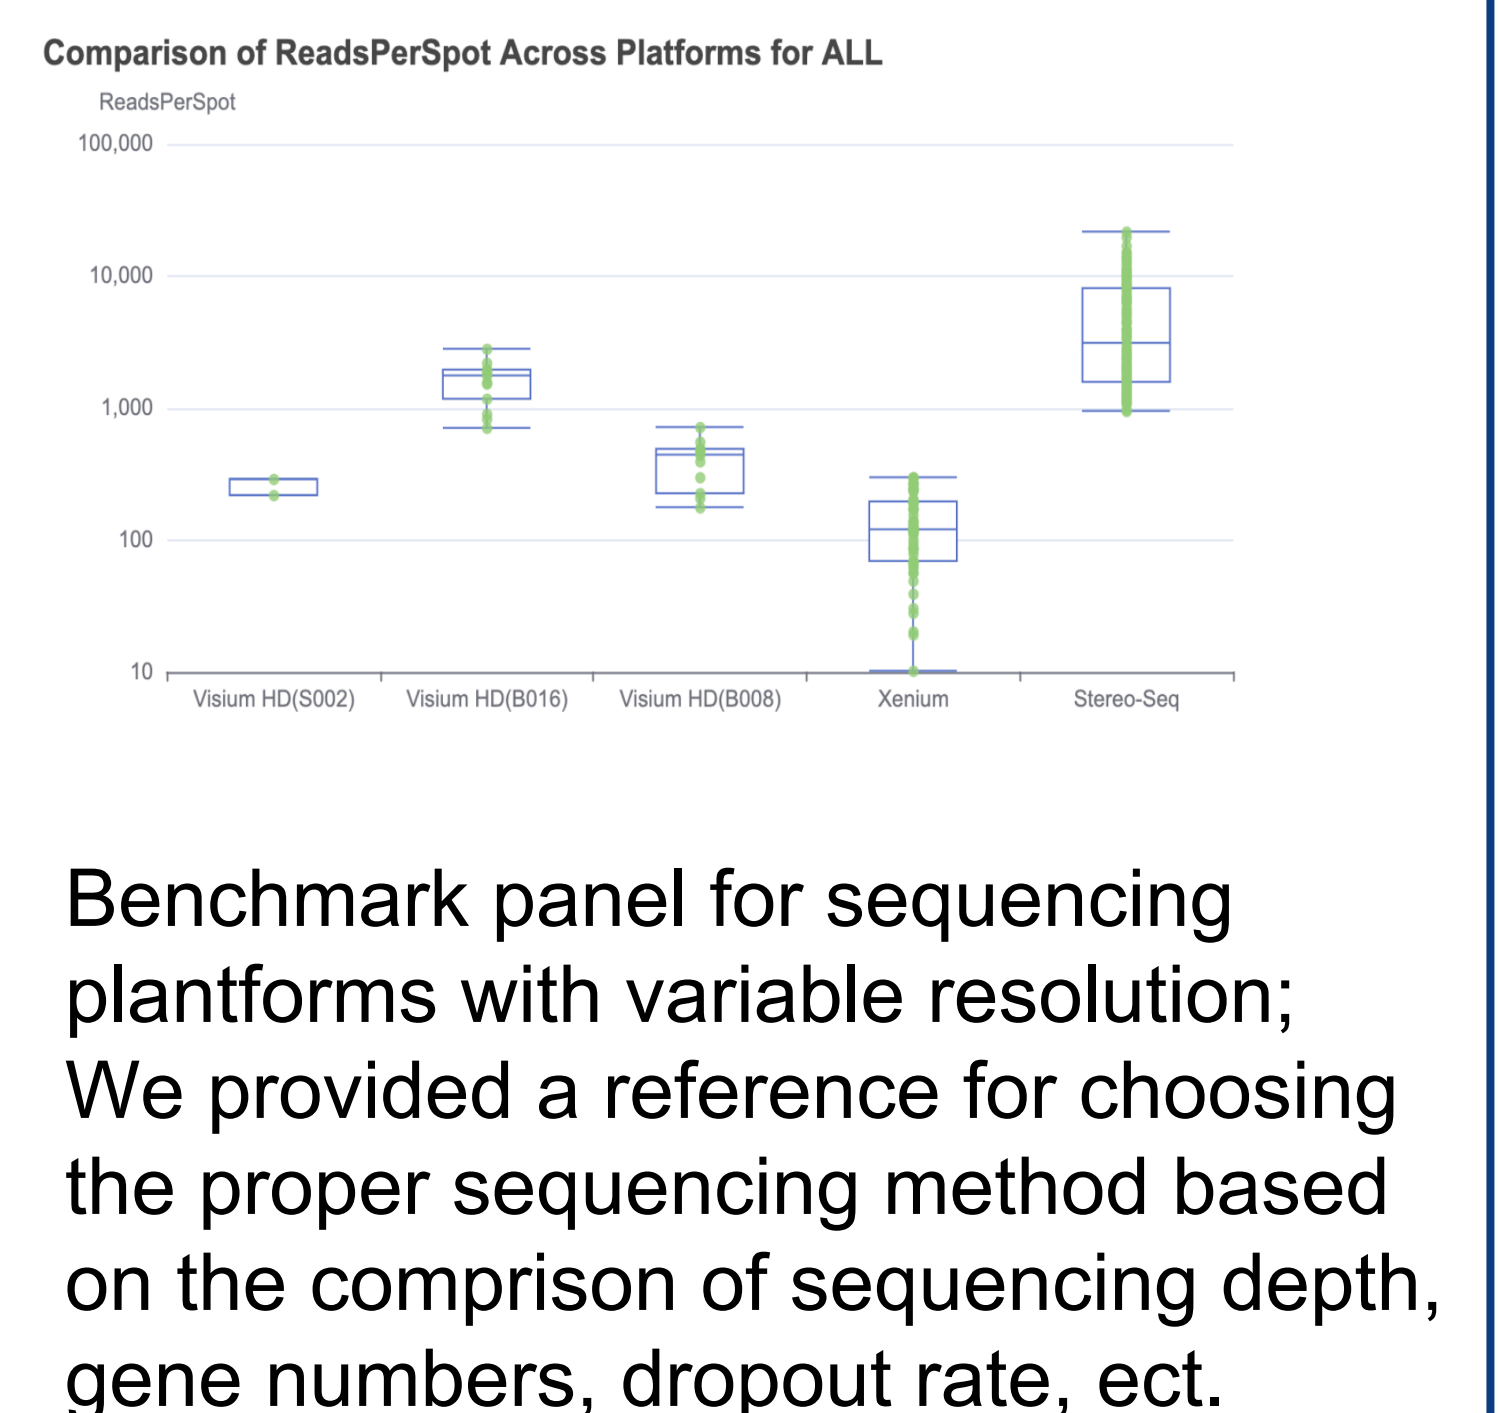 Comparison of ReadsPerSpot Across Platforms for ALL
ReadsPerSpot
100,000
10,000
1,000
100
10
Visium HD(S002) Visium HD(B016) Visium HD(B008) Xenium Stereo-Seq
Benchmark panel for sequencing
plantforms with variable resolution;
We provided a reference for choosing
the proper sequencing method based
on the comprison of sequencing depth,
gene numbers, dropout rate, ect.